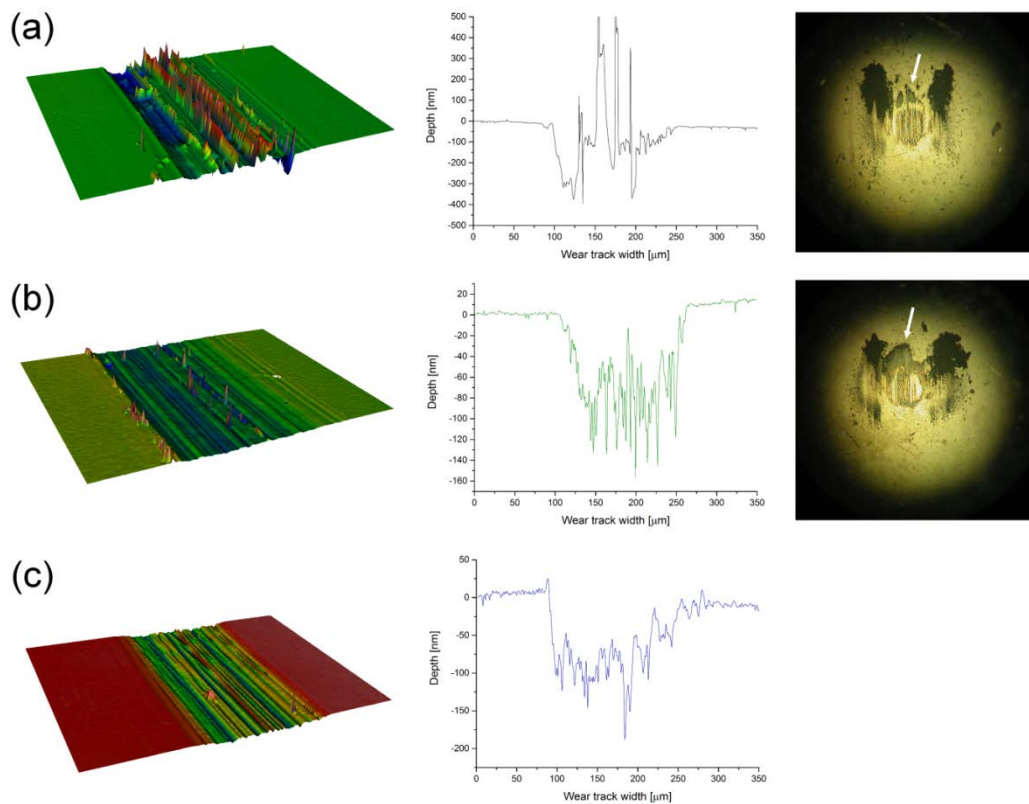 (a)
500
400
300
200
100
0
-100
-200
-300
-400
-500
Depth [nm]
0 50 100 150 200 250 300 350
Wear track width [μm]
(b)
20
0
-20
-40
-60
-80
-100
-120
-140
-160
Depth [nm]
0 50 100 150 200 250 300 350
Wear track width [μm]
(c)
50
0
-50
-100
-150
-200
Depth [nm]
0 50 100 150 200 250 300 350
Wear track width [μm]